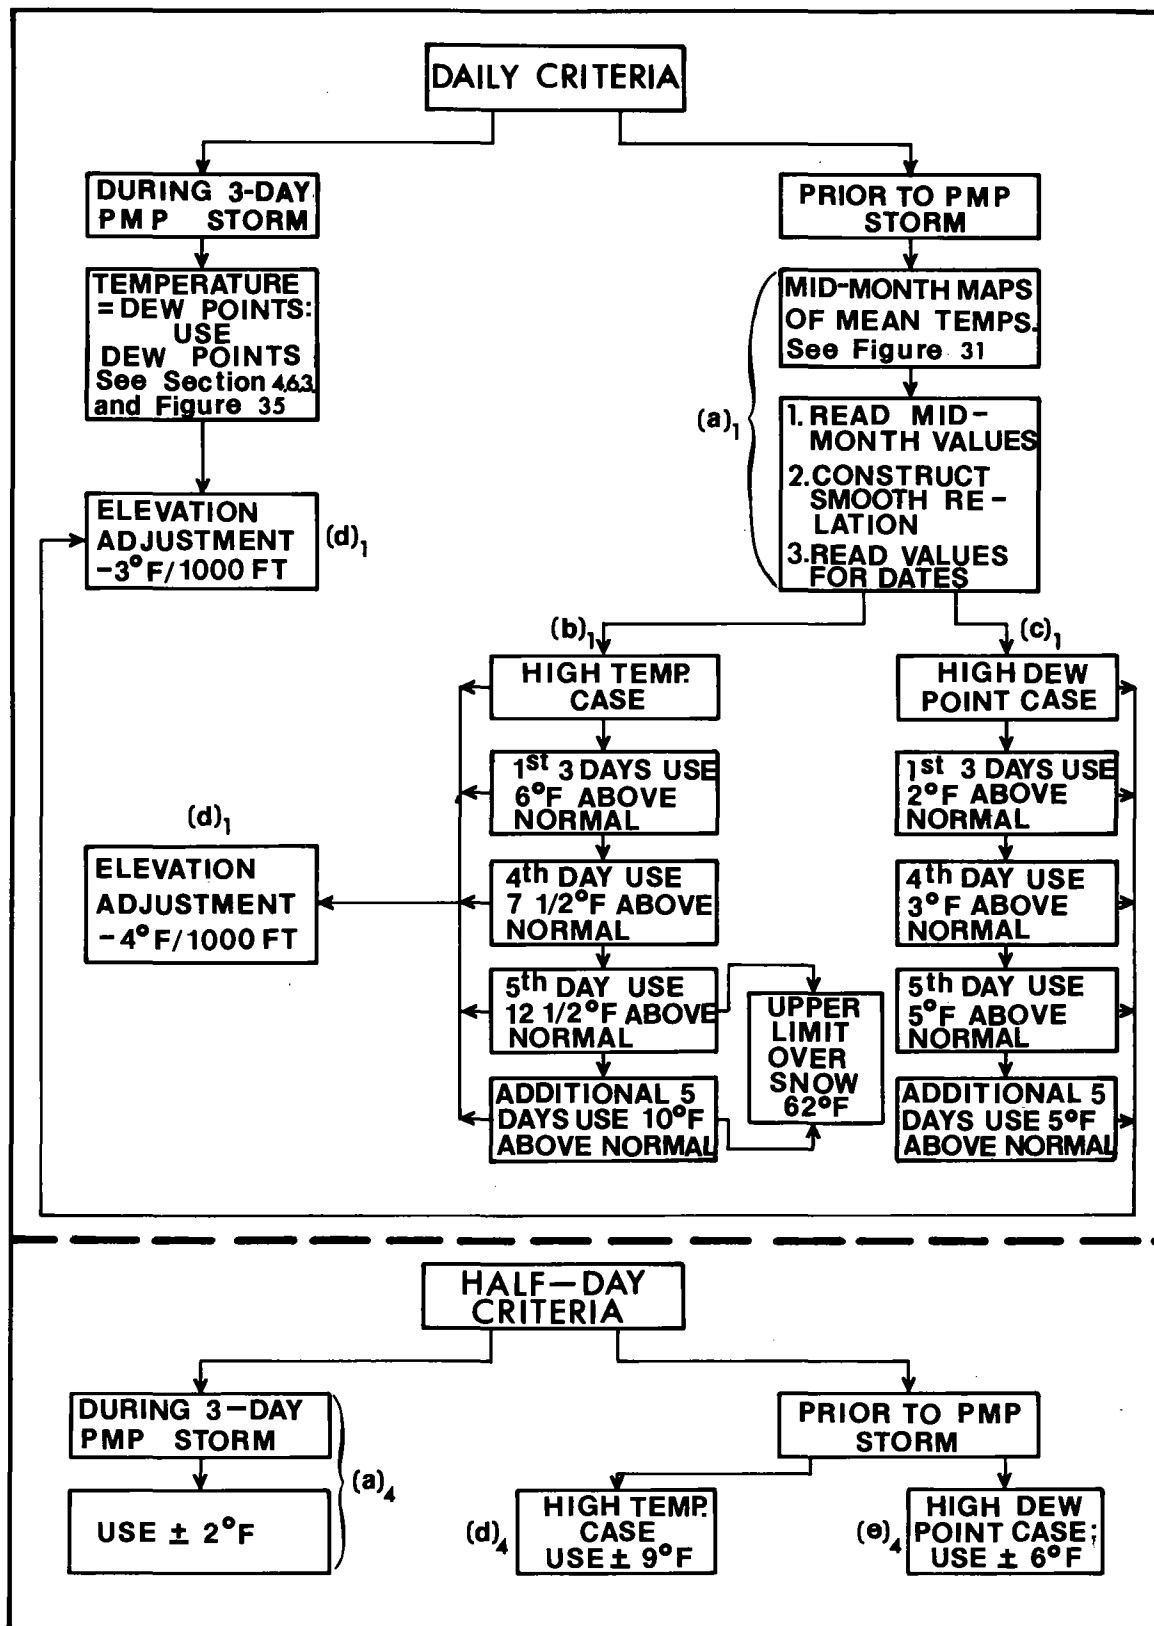 DAILY CRITERIA
DURING 3-DAY
PMP STORM
TEMPERATURE
= DEW POINTS:
USE
DEW POINTS
See Section 4.6.3.
and Figure 35
ELEVATION
ADJUSTMENT
-3°F/1000 FT
(d)1
PRIOR TO PMP
STORM
MID-MONTH MAPS
OF MEAN TEMPS.
See Figure 31
(a)1
1. READ MID-
MONTH VALUES
2. CONSTRUCT
SMOOTH RE-
LATION
3. READ VALUES
FOR DATES
(b)1
HIGH TEMP.
CASE
1st 3 DAYS USE
6°F ABOVE
NORMAL
4th DAY USE
7 1/2°F ABOVE
NORMAL
5th DAY USE
12 1/2°F ABOVE
NORMAL
ADDITIONAL 5
DAYS USE 10°F
ABOVE NORMAL
(d)1
ELEVATION
ADJUSTMENT
-4°F/1000 FT
UPPER
LIMIT
OVER
SNOW
62°F
(c)1
HIGH DEW
POINT CASE
1st 3 DAYS USE
2°F ABOVE
NORMAL
4th DAY USE
3°F ABOVE
NORMAL
5th DAY USE
5°F ABOVE
NORMAL
ADDITIONAL 5
DAYS USE 5°F
ABOVE NORMAL
HALF-DAY
CRITERIA
DURING 3-DAY
PMP STORM
USE ± 2°F
(a)4
PRIOR TO PMP
STORM
(d)4
HIGH TEMP.
CASE
USE ± 9°F
(e)4
HIGH DEW
POINT CASE;
USE ± 6°F